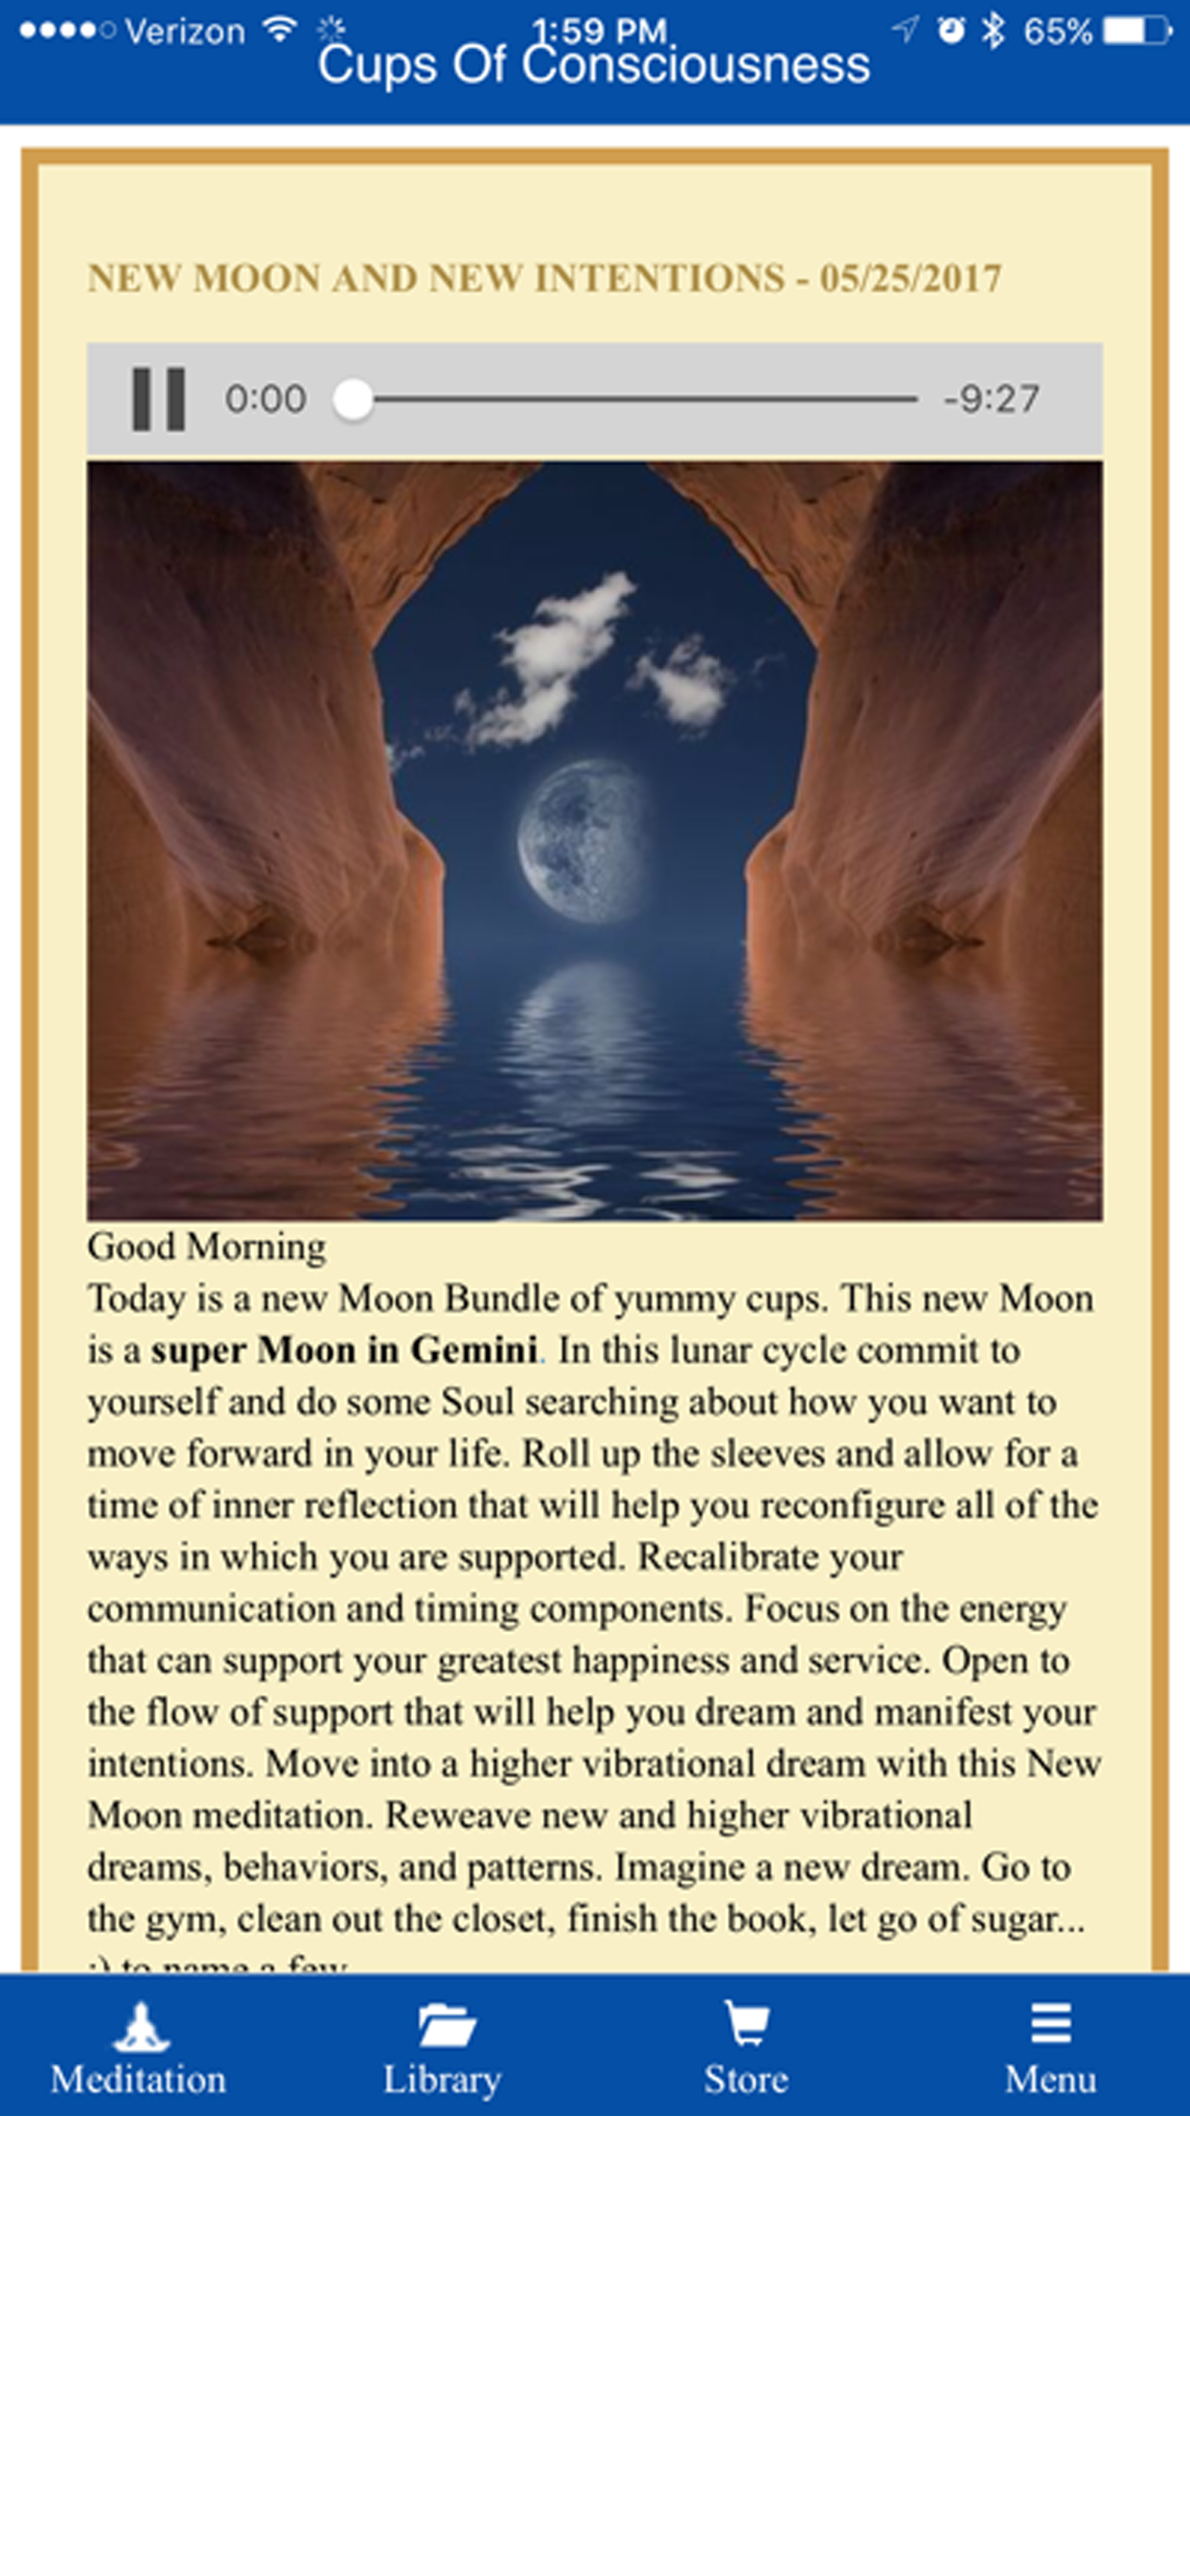 Verizon 1:59 PM 65%
Cups Of Consciousness
NEW MOON AND NEW INTENTIONS - 05/25/2017
0:00 -9:27
Good Morning
Today is a new Moon Bundle of yummy cups. This new Moon
is a super Moon in Gemini. In this lunar cycle commit to
yourself and do some Soul searching about how you want to
move forward in your life. Roll up the sleeves and allow for a
time of inner reflection that will help you reconfigure all of the
ways in which you are supported. Recalibrate your
communication and timing components. Focus on the energy
that can support your greatest happiness and service. Open to
the flow of support that will help you dream and manifest your
intentions. Move into a higher vibrational dream with this New
Moon meditation. Reweave new and higher vibrational
dreams, behaviors, and patterns. Imagine a new dream. Go to
the gym, clean out the closet, finish the book, let go of sugar...
:) to name a few
Meditation Library Store Menu